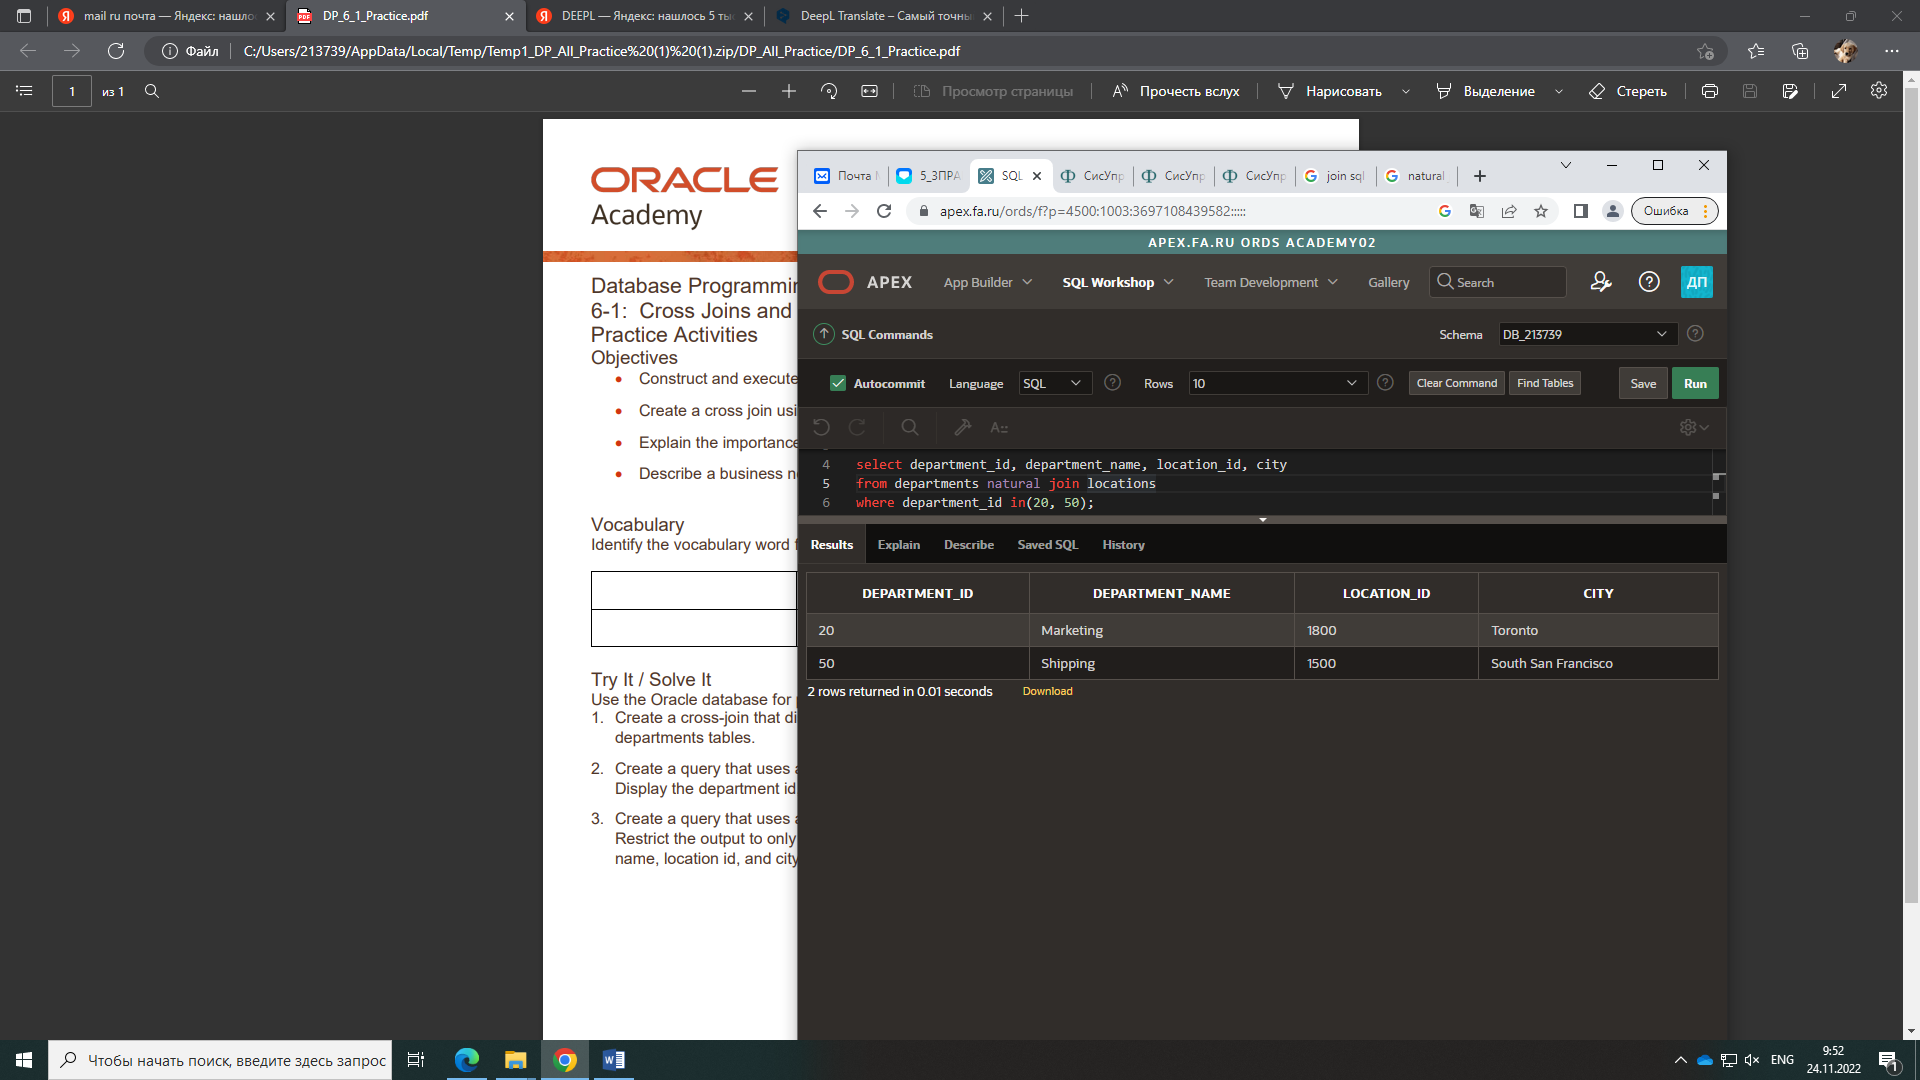 mail ru почта — Яндекс: нашло
DP_6_1_Practice.pdf
DEEPL — Яндекс: нашлось 5 ты
DeepL Translate – Самый точны
Файл
C:/Users/213739/AppData/Local/Temp/Temp1_DP_All_Practice%20(1)%20(1).zip/DP_All_Practice/DP_6_1_Practice.pdf
1 из 1
Просмотр страницы
Прочесть вслух
Нарисовать
Выделение
Стереть
ORACLE
Academy
Database Programmin
6-1: Cross Joins and
Practice Activities
Objectives
• Construct and execute
• Create a cross join usi
• Explain the importance
• Describe a business n
Vocabulary
Identify the vocabulary word f
Try It / Solve It
Use the Oracle database for
1. Create a cross-join that di
departments tables.
2. Create a query that uses a
Display the department id
3. Create a query that uses a
Restrict the output to only
name, location id, and city
Почта
5_ЗПРА
SQL
СисУпр
СисУпр
СисУпр
join sql
natural
apex.fa.ru/ords/f?p=4500:1003:3697108439582:::::
Ошибка
APEX.FA.RU ORDS ACADEMY02
APEX
App Builder
SQL Workshop
Team Development
Gallery
Search
ДП
SQL Commands
Schema
DB_213739
Autocommit
Language
SQL
Rows
10
Clear Command
Find Tables
Save
Run
4 select department_id, department_name, location_id, city
5 from departments natural join locations
6 where department_id in(20, 50);
Results
Explain
Describe
Saved SQL
History
DEPARTMENT_ID DEPARTMENT_NAME LOCATION_ID CITY
20 Marketing 1800 Toronto
50 Shipping 1500 South San Francisco
2 rows returned in 0.01 seconds
Download
Чтобы начать поиск, введите здесь запрос
ENG
9:52
24.11.2022
1